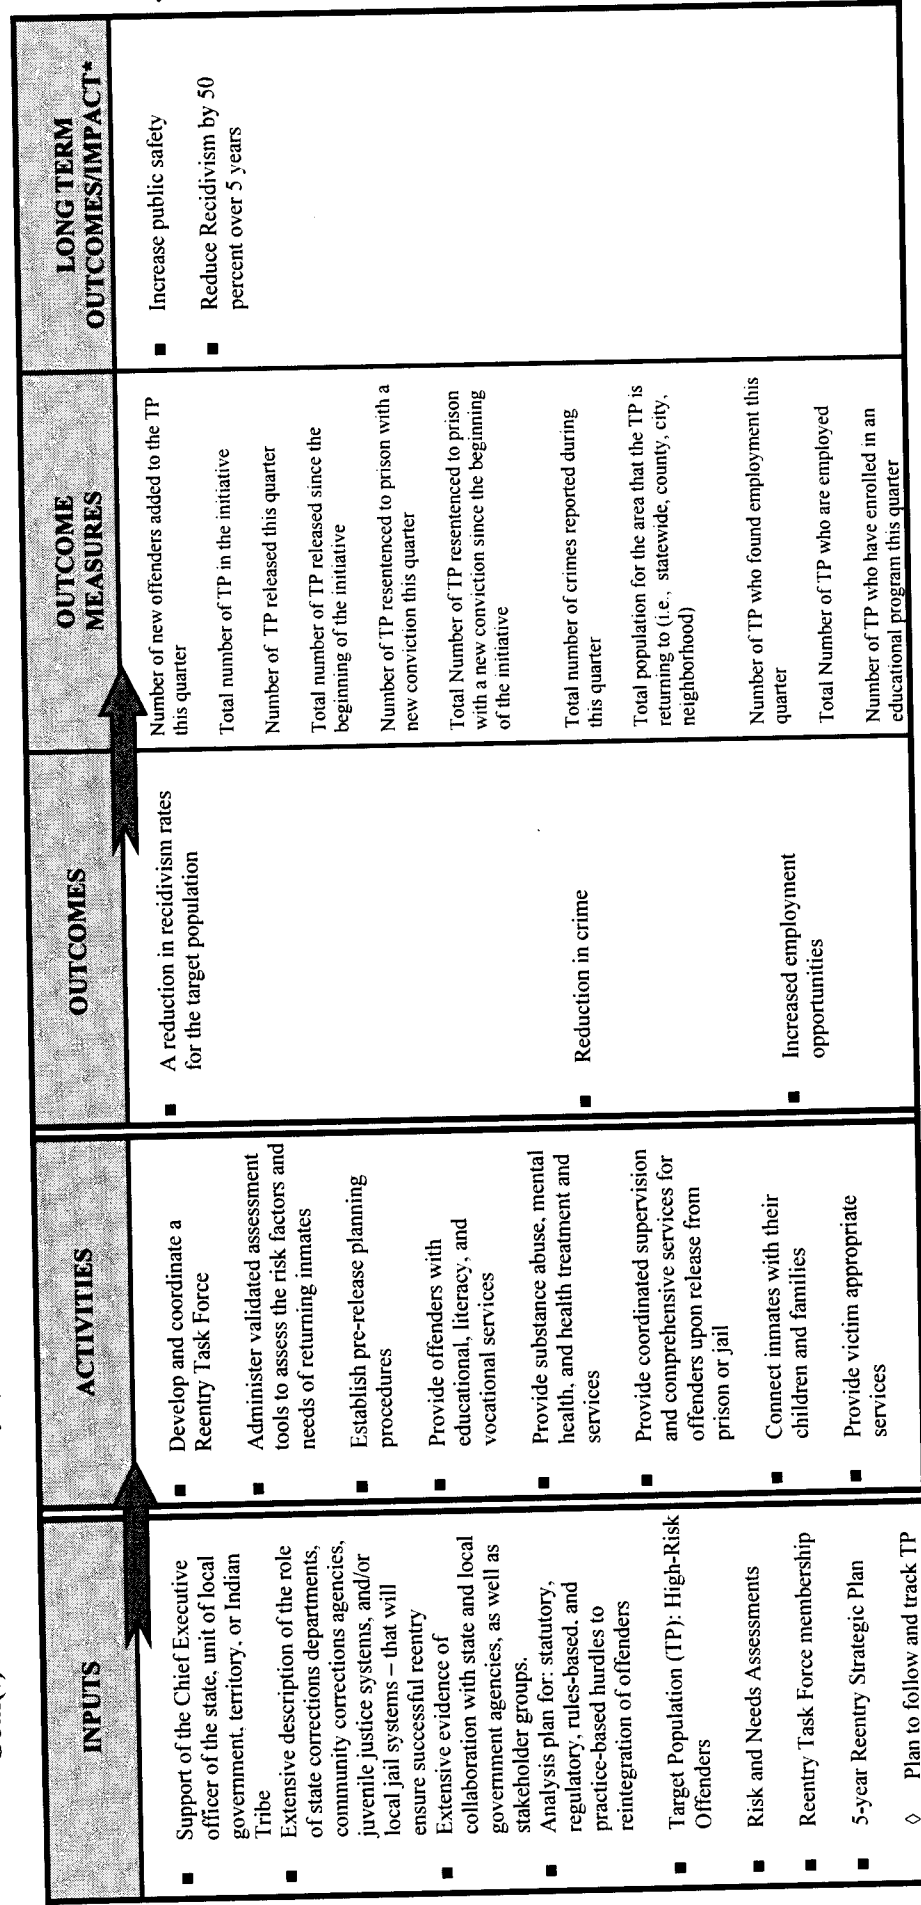 INPUTS
Support of the Chief Executive
officer of the state, unit of local
government, territory, or Indian
Tribe
Extensive description of the role
of state corrections departments,
community corrections agencies,
juvenile justice systems, and/or
local jail systems – that will
ensure successful reentry
Extensive evidence of
collaboration with state and local
government agencies, as well as
stakeholder groups.
Analysis plan for: statutory,
regulatory, rules-based. and
practice-based hurdles to
reintegration of offenders
Target Population (TP): High-Risk
Offenders
Risk and Needs Assessments
Reentry Task Force membership
5-year Reentry Strategic Plan
◊ Plan to follow and track TP
ACTIVITIES
Develop and coordinate a
Reentry Task Force
Administer validated assessment
tools to assess the risk factors and
needs of returning inmates
Establish pre-release planning
procedures
Provide offenders with
educational, literacy, and
vocational services
Provide substance abuse, mental
health, and health treatment and
services
Provide coordinated supervision
and comprehensive services for
offenders upon release from
prison or jail
Connect inmates with their
children and families
Provide victim appropriate
services
OUTCOMES
A reduction in recidivism rates
for the target population
Reduction in crime
Increased employment
opportunities
OUTCOME
MEASURES
Number of new offenders added to the TP
this quarter
Total number of TP in the initiative
Number of TP released this quarter
Total number of TP released since the
beginning of the initiative
Number of TP resentenced to prison with a
new conviction this quarter
Total Number of TP resentenced to prison
with a new conviction since the beginning
of the initiative
Total number of crimes reported during
this quarter
Total population for the area that the TP is
returning to (i.e., statewide, county, city,
neighborhood)
Number of TP who found employment this
quarter
Total Number of TP who are employed
Number of TP who have enrolled in an
educational program this quarter
LONG TERM
OUTCOMES/IMPACT*
Increase public safety
Reduce Recidivism by 50
percent over 5 years